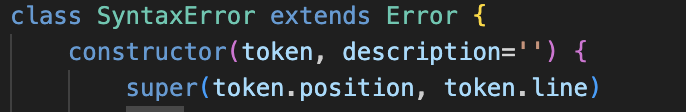 class SyntaxError extends Error {
constructor(token, description='') {
super(token.position, token.line)